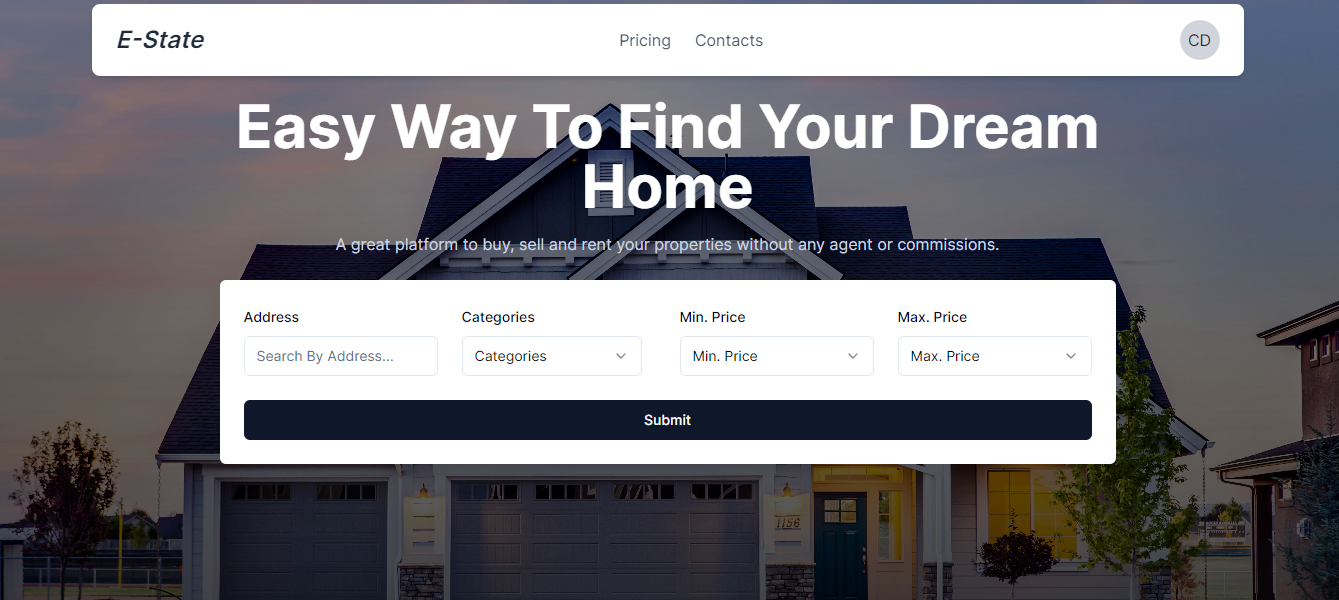 E-State
Pricing
Contacts
CD
Easy Way To Find Your Dream
Home
A great platform to buy, sell and rent your properties without any agent or commissions.
Address
Categories
Min. Price
Max. Price
Search By Address...
Categories
Min. Price
Max. Price
Submit
1156